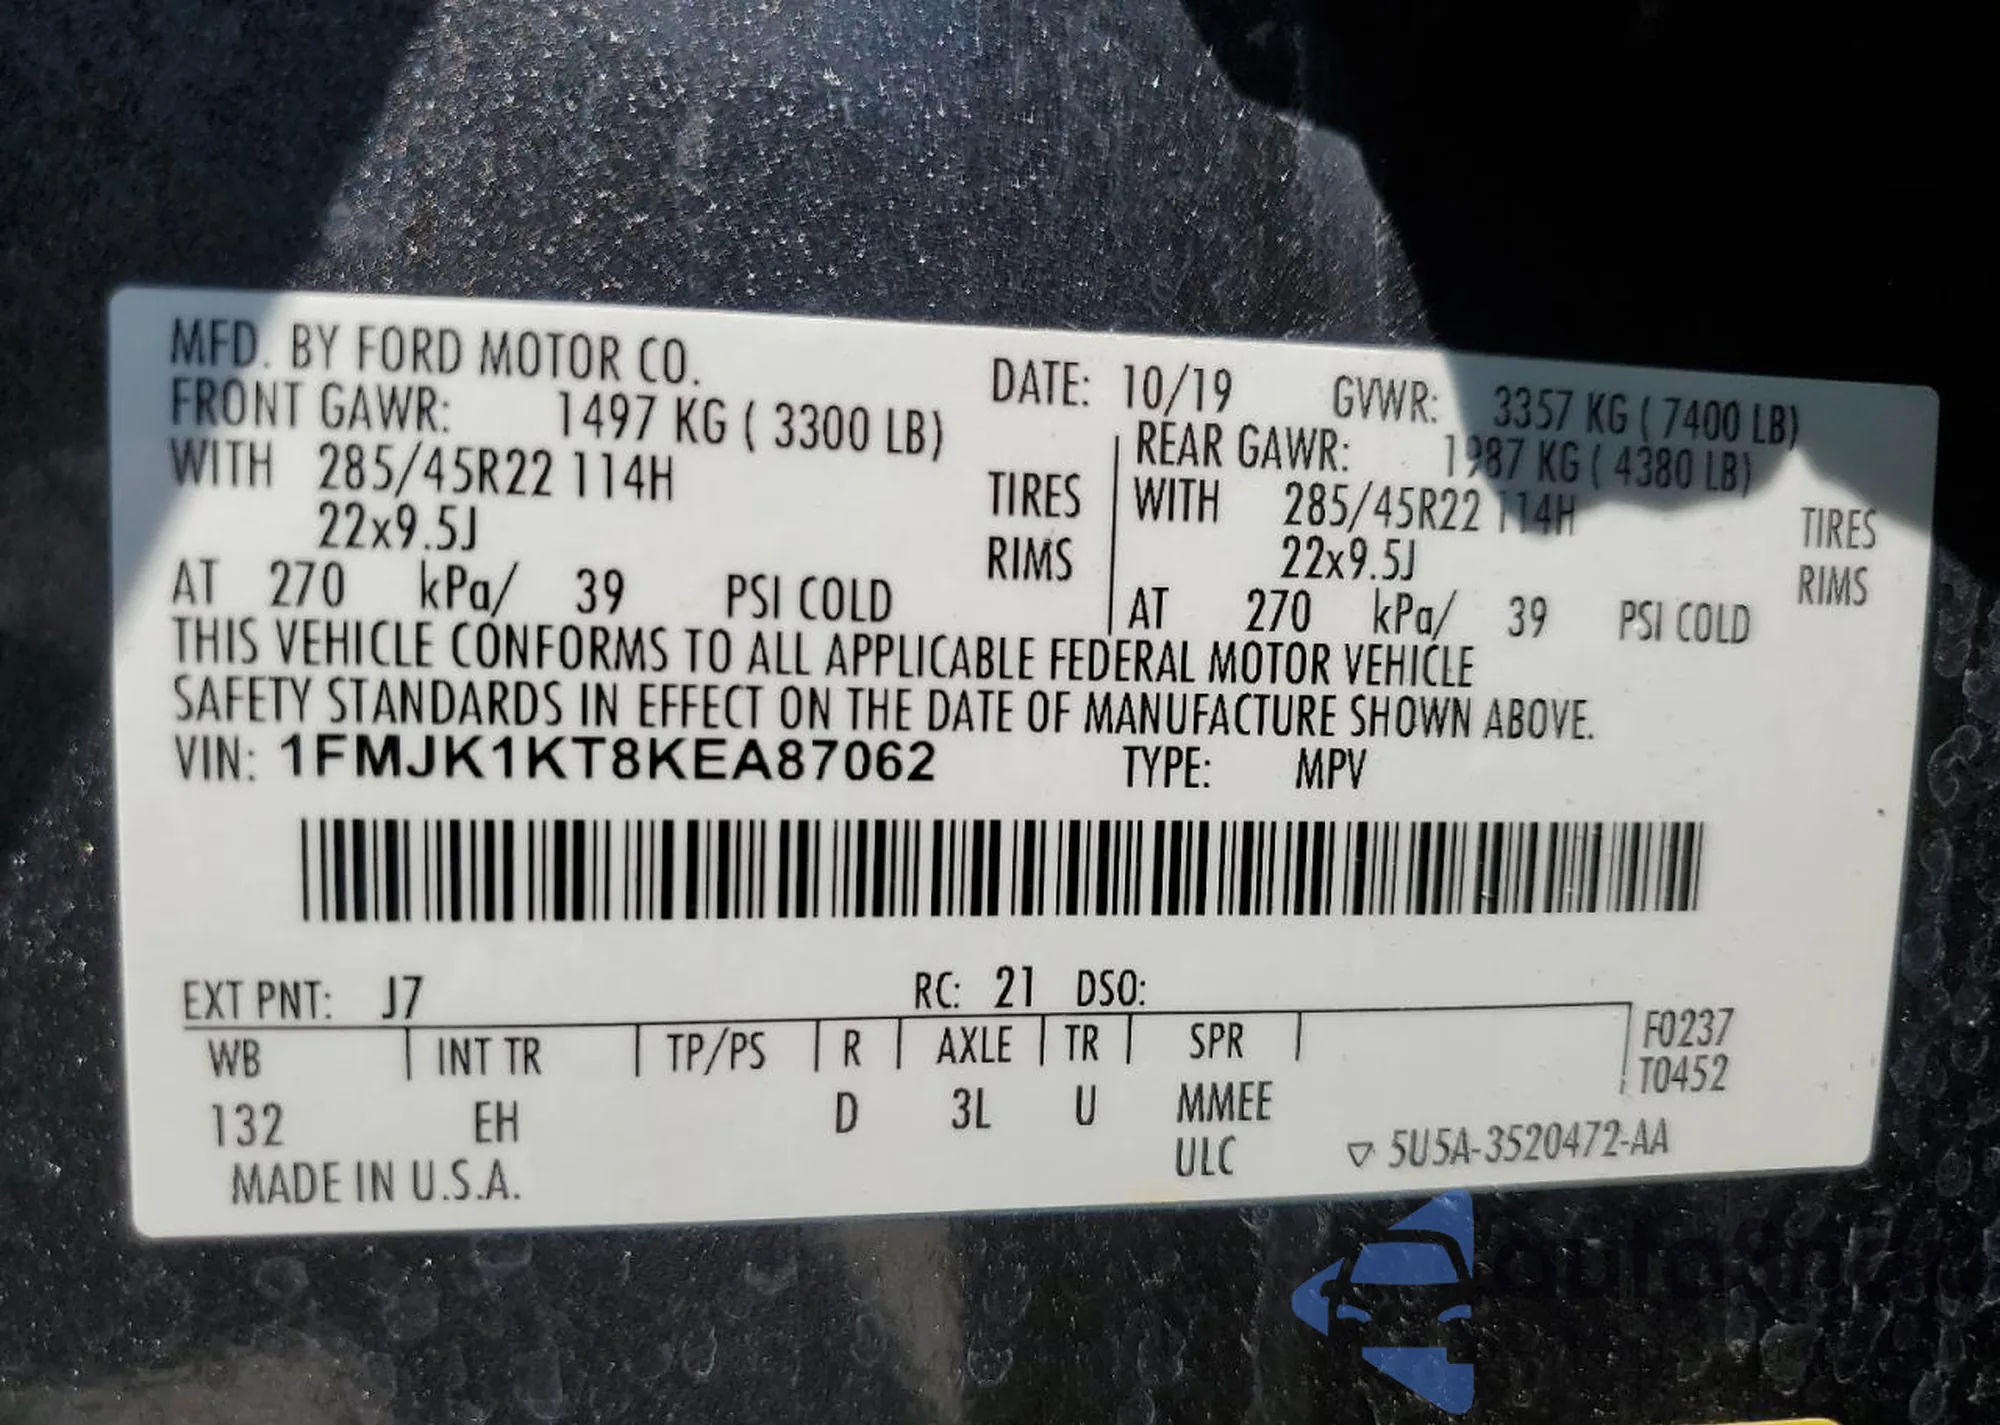 MFD. BY FORD MOTOR CO. DATE: 10/19 GVWR: 3357 KG ( 7400 LB)
FRONT GAWR: 1497 KG ( 3300 LB) REAR GAWR: 1987 KG ( 4380 LB)
WITH 285/45R22 114H TIRES WITH 285/45R22 114H TIRES
22x9.5J RIMS 22x9.5J RIMS
AT 270 kPa/ 39 PSI COLD AT 270 kPa/ 39 PSI COLD
THIS VEHICLE CONFORMS TO ALL APPLICABLE FEDERAL MOTOR VEHICLE
SAFETY STANDARDS IN EFFECT ON THE DATE OF MANUFACTURE SHOWN ABOVE.
VIN: 1FMJK1KT8KEA87062 TYPE: MPV
EXT PNT: J7 RC: 21 DSO:
WB INT TR TP/PS R AXLE TR SPR F0237
T0452
132 EH D 3L U MMEE
ULC ▽ 5U5A-3520472-AA
MADE IN U.S.A.